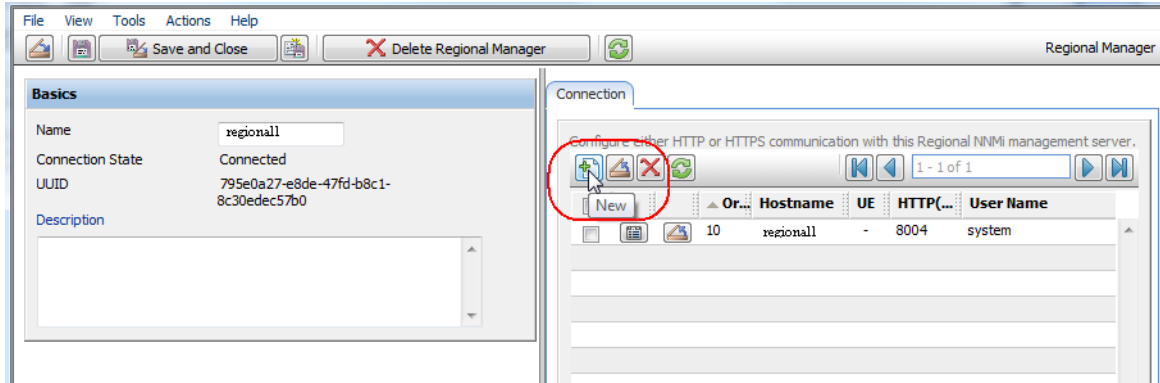 File View Tools Actions Help
Save and Close Delete Regional Manager Regional Manager
Basics
Name regional1
Connection State Connected
UUID 795e0a27-e8de-47fd-b8c1-
8c30edec57b0
Description
Connection
Configure either HTTP or HTTPS communication with this Regional NNMi management server.
1 - 1 of 1
New
Or... Hostname UE HTTP(... User Name
10 regional1 - 8004 system